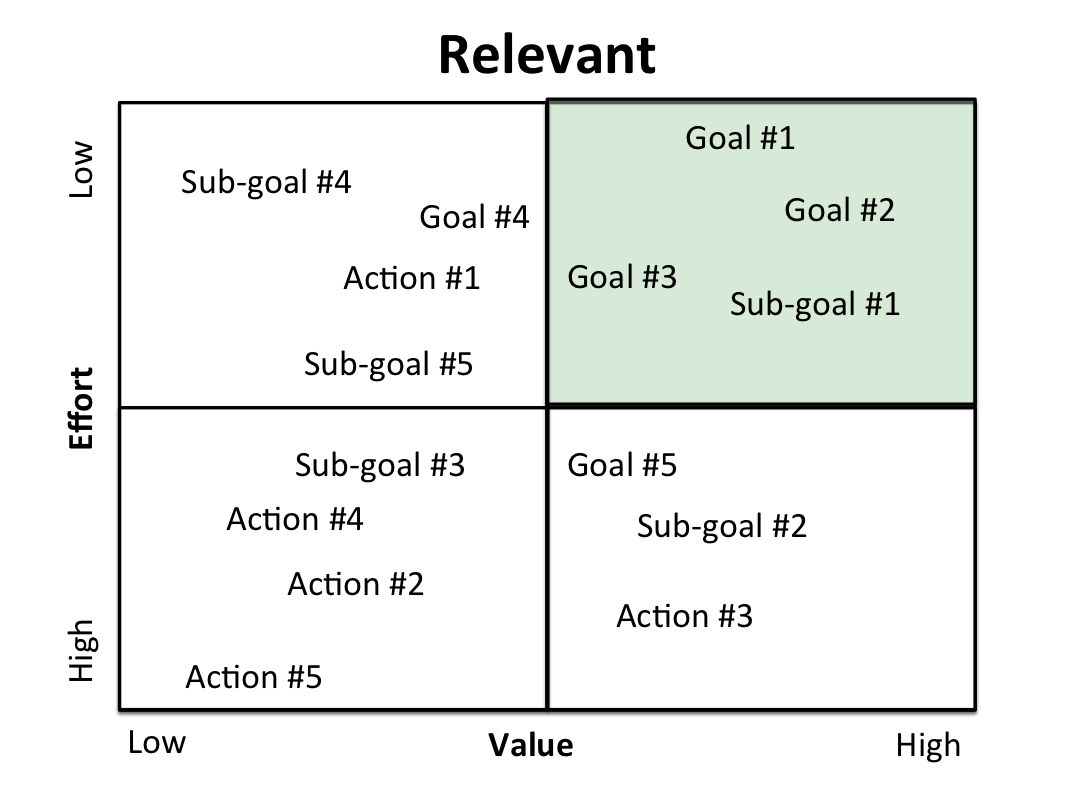 Relevant
Low
Effort
High
Sub-goal #4
Goal #4
Action #1
Sub-goal #5
Goal #1
Goal #2
Goal #3
Sub-goal #1
Sub-goal #3
Action #4
Action #2
Action #5
Goal #5
Sub-goal #2
Action #3
Low
Value
High